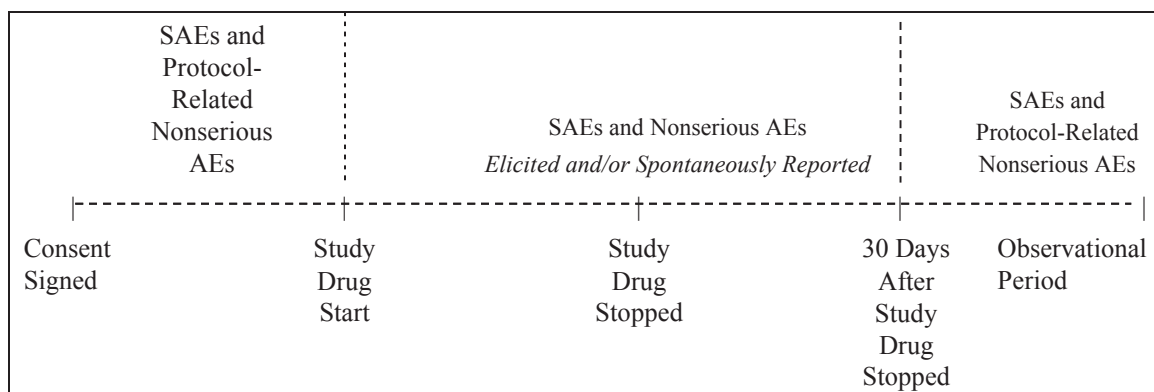 SAEs and
Protocol-
Related
Nonserious
AEs
SAEs and Nonserious AEs
Elicited and/or Spontaneously Reported
SAEs and
Protocol-Related
Nonserious AEs
Consent
Signed
Study
Drug
Start
Study
Drug
Stopped
30 Days
After
Study
Drug
Stopped
Observational
Period